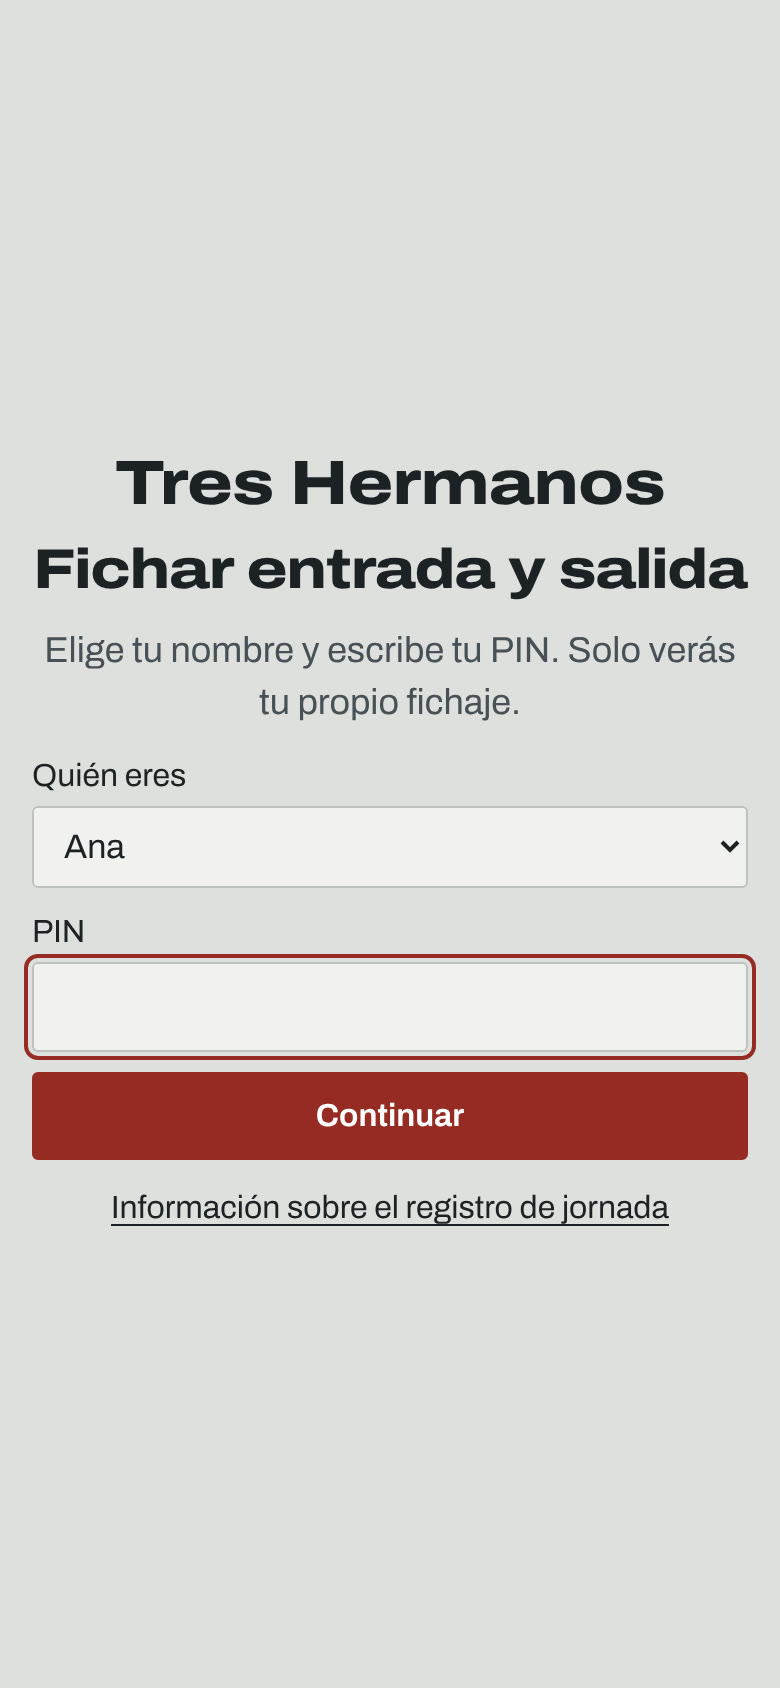 Tres Hermanos
Fichar entrada y salida
Elige tu nombre y escribe tu PIN. Solo verás
tu propio fichaje.
Quién eres
Ana
PIN
Continuar
Información sobre el registro de jornada